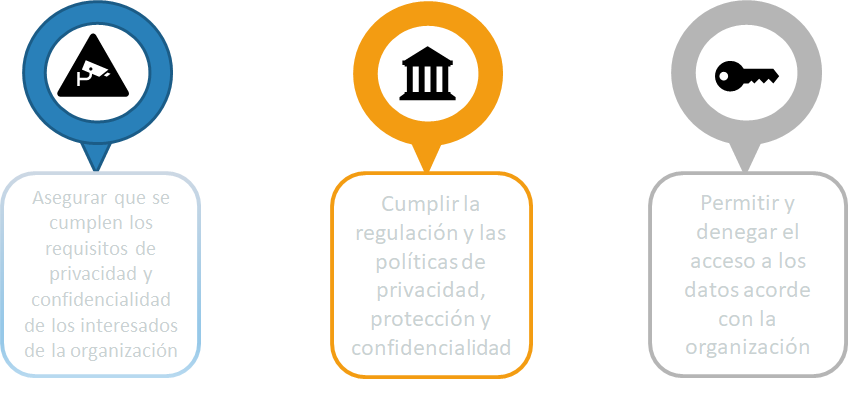 Asegurar que se
cumplen los
requisitos de
privacidad y
confidencialidad
de los interesados
de la organización
Cumplir la
regulación y las
políticas de
privacidad,
protección y
confidencialidad
Permitir y
denegar el
acceso a los
datos acorde
con la
organización